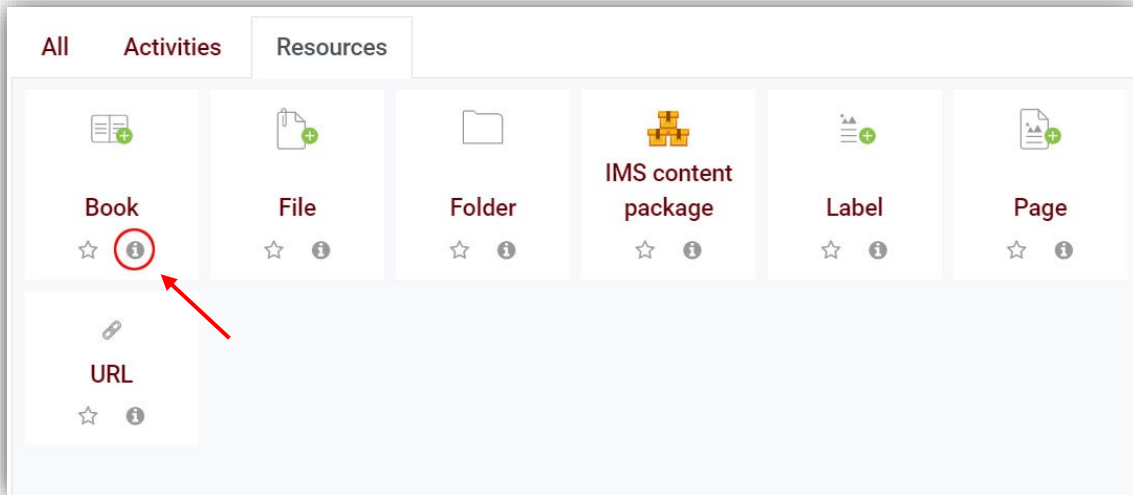 All
Activities
Resources
Book
File
Folder
IMS content
package
Label
Page
URL